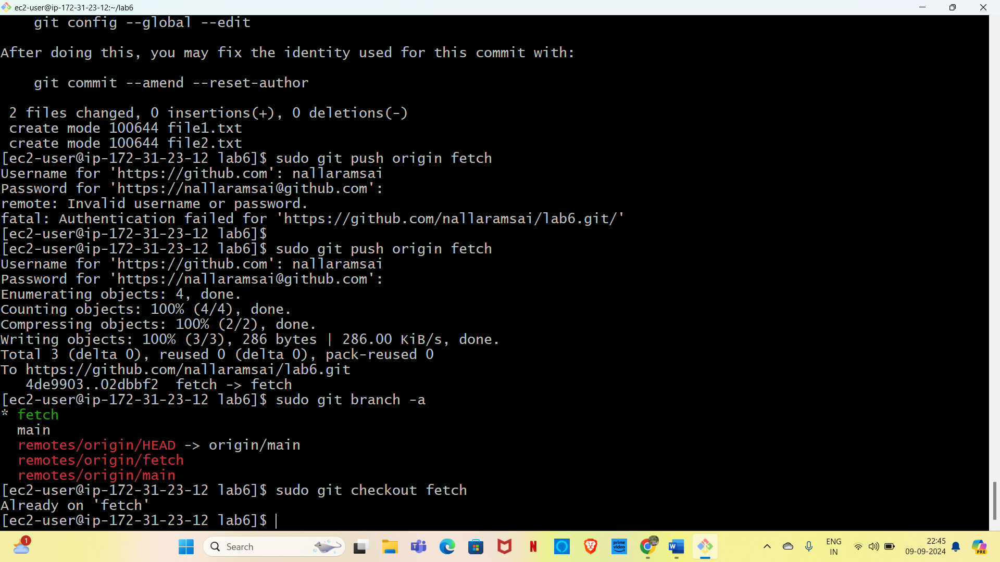 ec2-user@ip-172-31-23-12:~/lab6
    git config --global --edit
After doing this, you may fix the identity used for this commit with:
    git commit --amend --reset-author
 2 files changed, 0 insertions(+), 0 deletions(-)
 create mode 100644 file1.txt
 create mode 100644 file2.txt
[ec2-user@ip-172-31-23-12 lab6]$ sudo git push origin fetch
Username for 'https://github.com': nallaramsai
Password for 'https://nallaramsai@github.com':
remote: Invalid username or password.
fatal: Authentication failed for 'https://github.com/nallaramsai/lab6.git/'
[ec2-user@ip-172-31-23-12 lab6]$
[ec2-user@ip-172-31-23-12 lab6]$ sudo git push origin fetch
Username for 'https://github.com': nallaramsai
Password for 'https://nallaramsai@github.com':
Enumerating objects: 4, done.
Counting objects: 100% (4/4), done.
Compressing objects: 100% (2/2), done.
Writing objects: 100% (3/3), 286 bytes | 286.00 KiB/s, done.
Total 3 (delta 0), reused 0 (delta 0), pack-reused 0
To https://github.com/nallaramsai/lab6.git
   4de9903..02dbbf2  fetch -> fetch
[ec2-user@ip-172-31-23-12 lab6]$ sudo git branch -a
* fetch
  main
  remotes/origin/HEAD -> origin/main
  remotes/origin/fetch
  remotes/origin/main
[ec2-user@ip-172-31-23-12 lab6]$ sudo git checkout fetch
Already on 'fetch'
[ec2-user@ip-172-31-23-12 lab6]$
1
Search
T
N
prime video
W
ENG
IN
22:45
09-09-2024
PRE